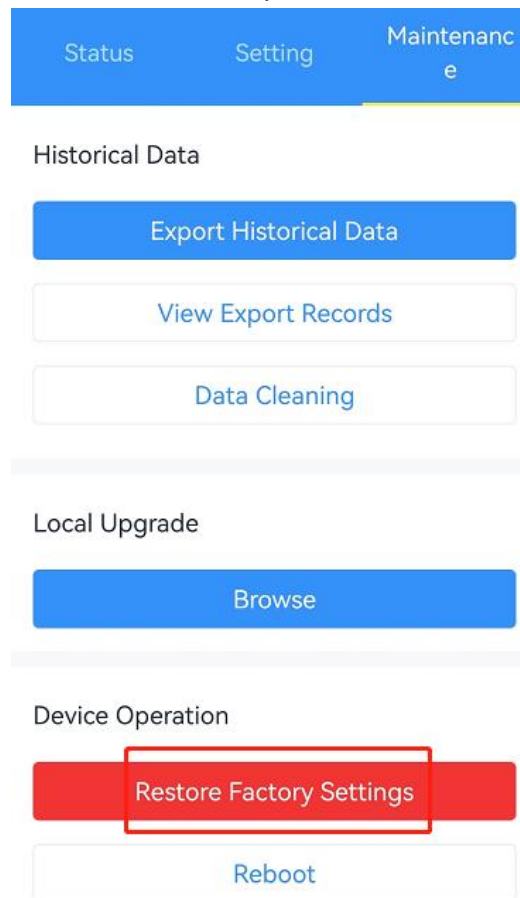 Status Setting Maintenanc
e
Historical Data
Export Historical Data
View Export Records
Data Cleaning
Local Upgrade
Browse
Device Operation
Restore Factory Settings
Reboot